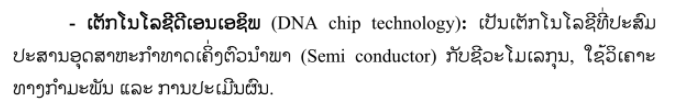 - ເຕັກໂນໂລຊີດີເອນເອຊິພ (DNA chip technology): ເປັນເຕັກໂນໂລຊີທີ່ປະສົມ
ປະສານອຸດສາຫະກຳທາດເຄິ່ງຕົວນຳພາ (Semi conductor) ກັບຊີວະໂມເລກຸນ, ໃຊ້ວິເຄາະ
ທາງກຳມະພັນ ແລະ ການປະເມີນຜົນ.